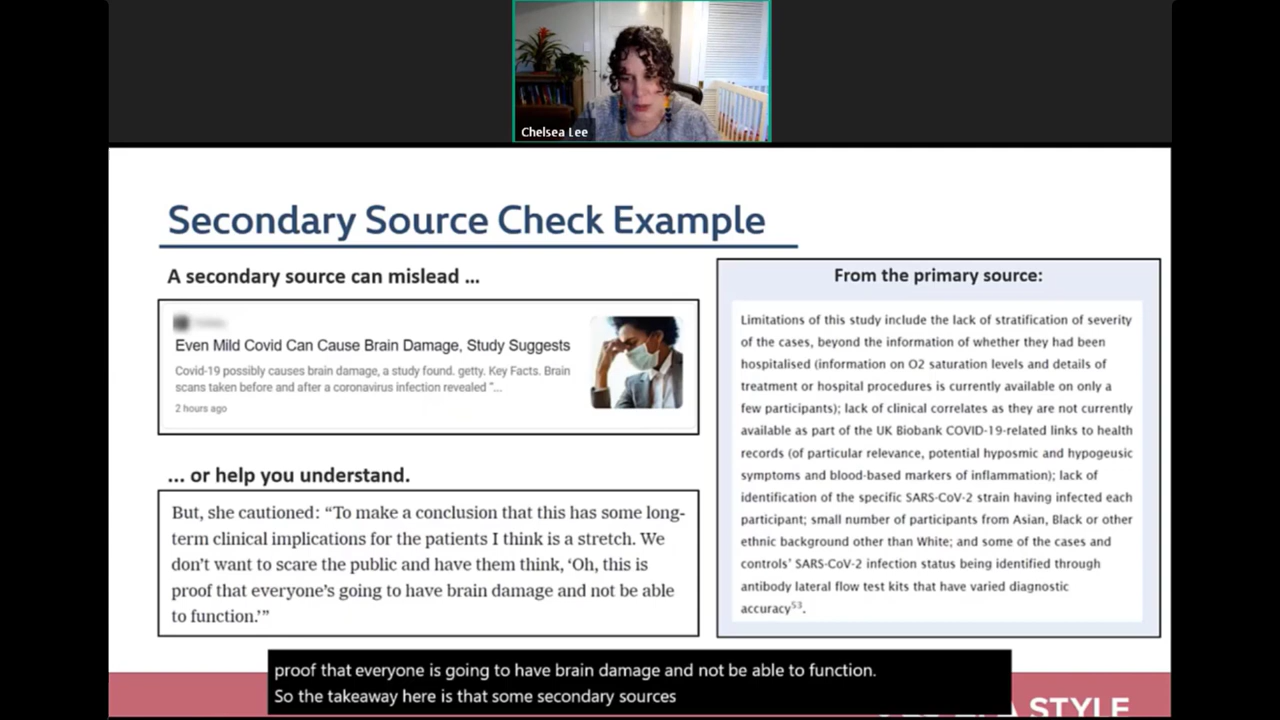 Chelsea Lee
Secondary Source Check Example
A secondary source can mislead ...
Even Mild Covid Can Cause Brain Damage, Study Suggests
Covid-19 possibly causes brain damage, a study found. getty. Key Facts. Brain
scans taken before and after a coronavirus infection revealed "...
2 hours ago
... or help you understand.
But, she cautioned: “To make a conclusion that this has some long-
term clinical implications for the patients I think is a stretch. We
don’t want to scare the public and have them think, ‘Oh, this is
proof that everyone’s going to have brain damage and not be able
to function.’”
From the primary source:
Limitations of this study include the lack of stratification of severity
of the cases, beyond the information of whether they had been
hospitalised (information on O2 saturation levels and details of
treatment or hospital procedures is currently available on only a
few participants); lack of clinical correlates as they are not currently
available as part of the UK Biobank COVID-19-related links to health
records (of particular relevance, potential hyposmic and hypogeusic
symptoms and blood-based markers of inflammation); lack of
identification of the specific SARS-CoV-2 strain having infected each
participant; small number of participants from Asian, Black or other
ethnic background other than White; and some of the cases and
controls’ SARS-CoV-2 infection status being identified through
antibody lateral flow test kits that have varied diagnostic
accuracy53.
proof that everyone is going to have brain damage and not be able to function.
So the takeaway here is that some secondary sources
STYLE